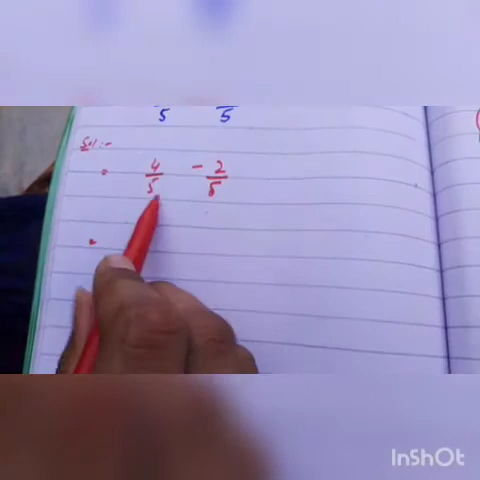 5 5
Sol:-
= 4/5 - 2/5
=
InShOt